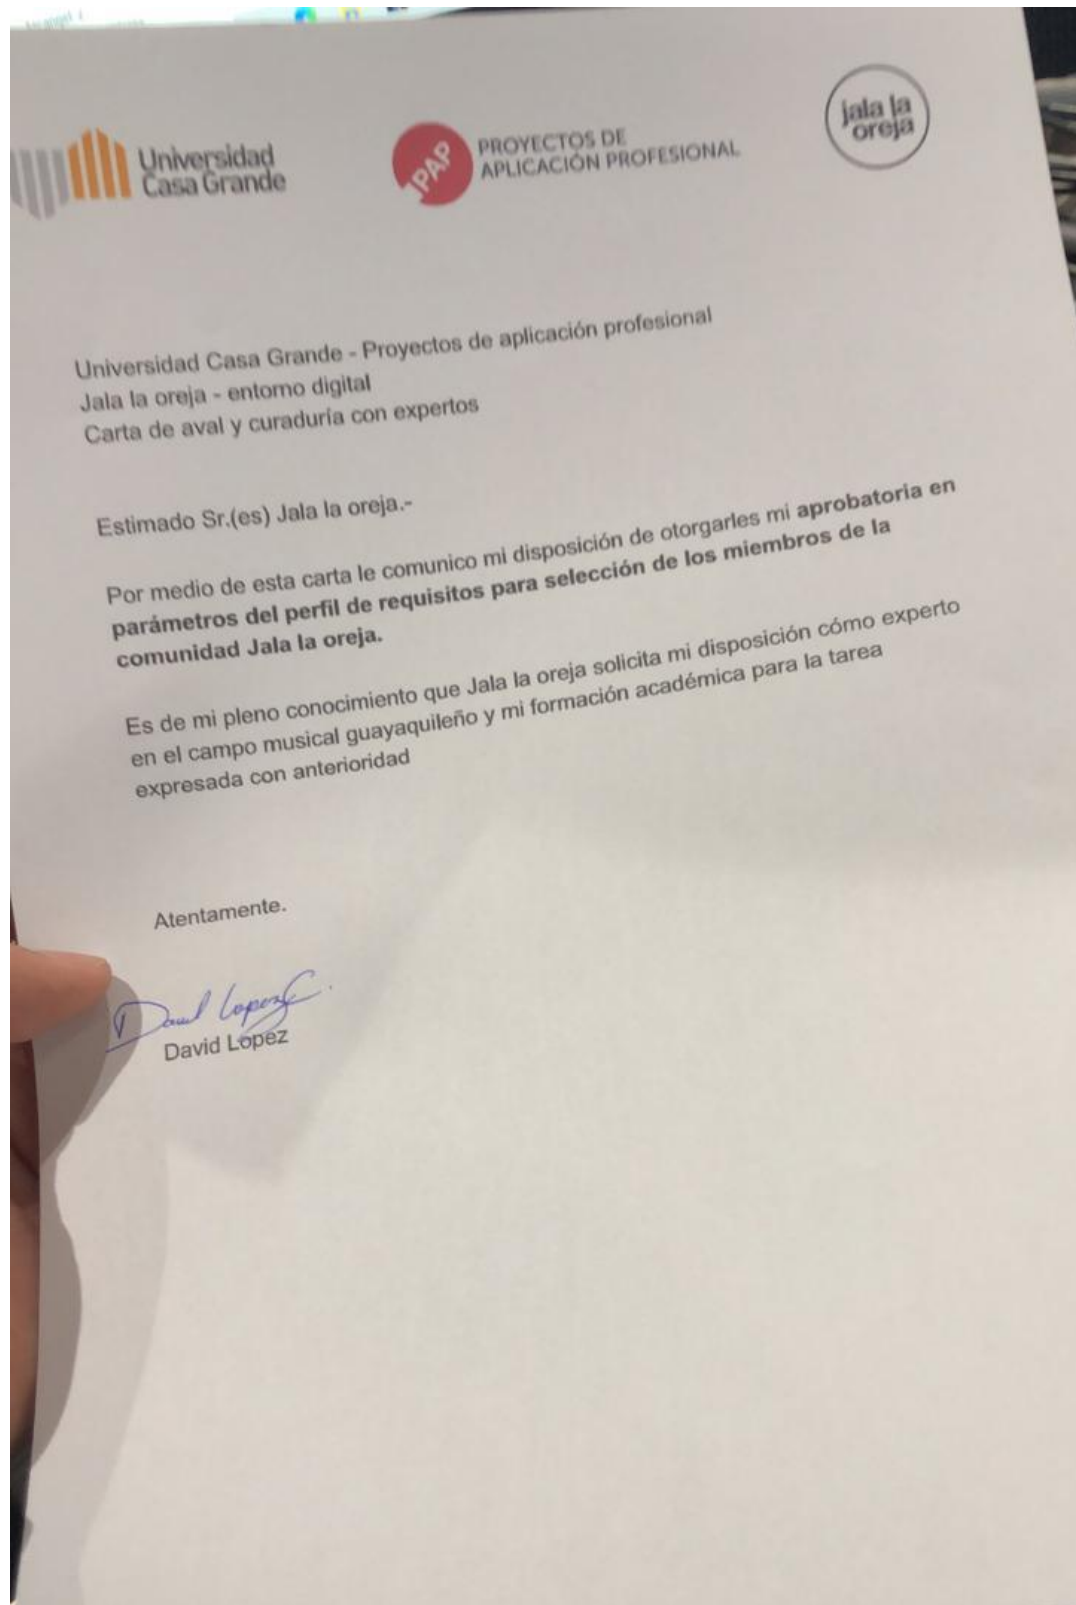 Universidad
Casa Grande
PAP
PROYECTOS DE
APLICACIÓN PROFESIONAL
jala la
oreja
Universidad Casa Grande - Proyectos de aplicación profesional
Jala la oreja - entorno digital
Carta de aval y curaduría con expertos
Estimado Sr.(es) Jala la oreja.-
Por medio de esta carta le comunico mi disposición de otorgarles mi aprobatoria en
parámetros del perfil de requisitos para selección de los miembros de la
comunidad Jala la oreja.
Es de mi pleno conocimiento que Jala la oreja solicita mi disposición cómo experto
en el campo musical guayaquileño y mi formación académica para la tarea
expresada con anterioridad
Atentamente.
David Lopez C.
David Lopez